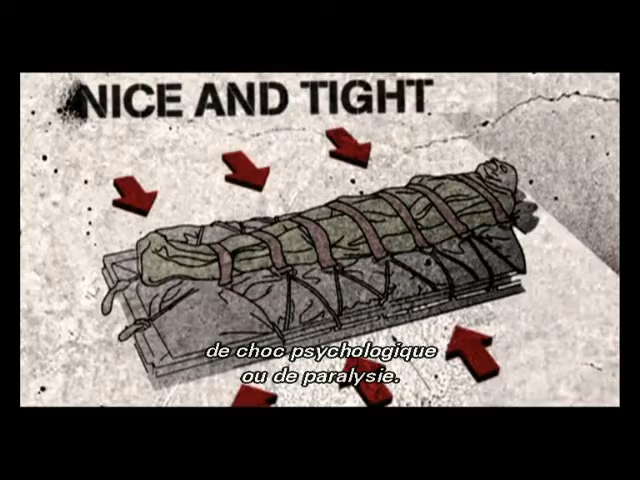 NICE AND TIGHT
de choc psychologique
ou de paralysie.